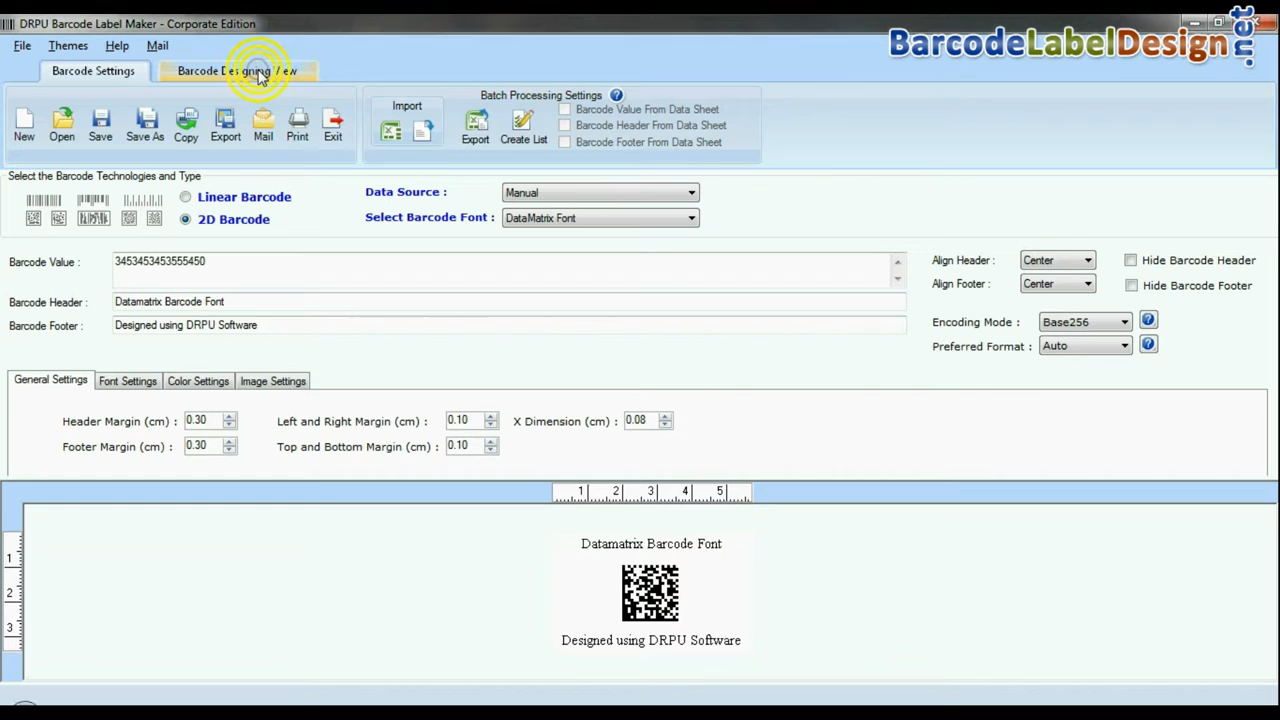 DRPU Barcode Label Maker - Corporate Edition
BarcodeLabelDesign.net
File Themes Help Mail
Barcode Settings Barcode Designing View
New Open Save Save As Copy Export Mail Print Exit
Import
Batch Processing Settings ?
Export Create List
Barcode Value From Data Sheet
Barcode Header From Data Sheet
Barcode Footer From Data Sheet
Select the Barcode Technologies and Type
Linear Barcode
2D Barcode
Data Source : Manual
Select Barcode Font : DataMatrix Font
Barcode Value : 3453453453555450
Barcode Header : Datamatrix Barcode Font
Barcode Footer : Designed using DRPU Software
Align Header : Center Hide Barcode Header
Align Footer : Center Hide Barcode Footer
Encoding Mode : Base256 ?
Preferred Format : Auto ?
General Settings Font Settings Color Settings Image Settings
Header Margin (cm) : 0.30 Left and Right Margin (cm) : 0.10 X Dimension (cm) : 0.08
Footer Margin (cm) : 0.30 Top and Bottom Margin (cm) : 0.10
1 2 3 4 5
1
2
3
Datamatrix Barcode Font
Designed using DRPU Software